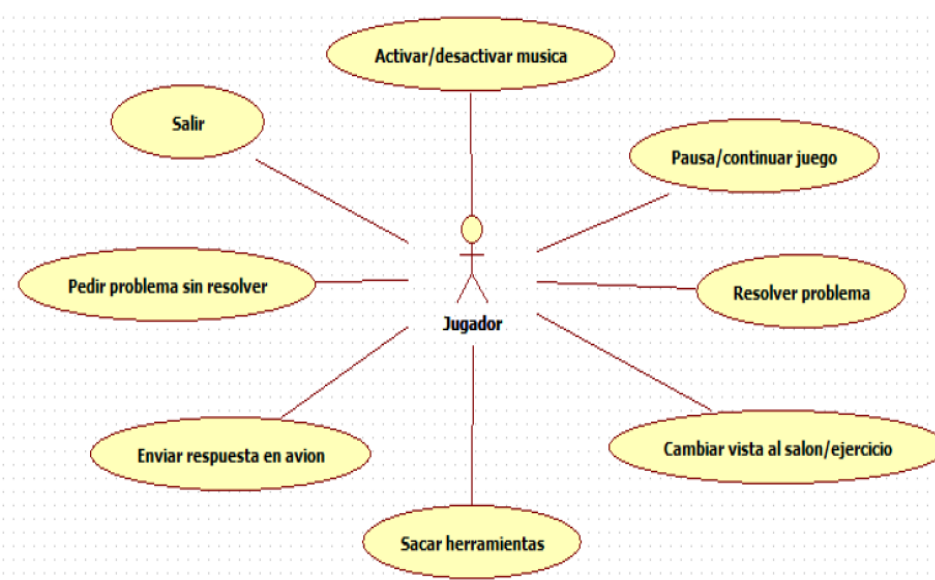 Activar/desactivar musica
Salir
Pausa/continuar juego
Pedir problema sin resolver
Resolver problema
Jugador
Enviar respuesta en avion
Cambiar vista al salon/ejercicio
Sacar herramientas